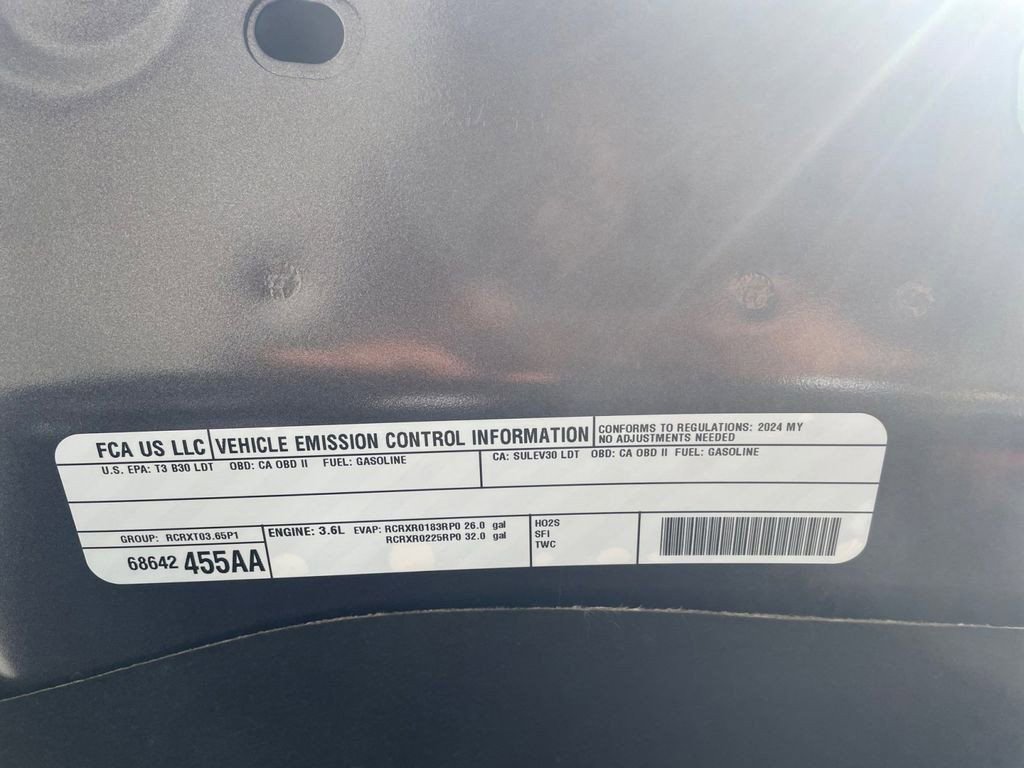 FCA US LLC
VEHICLE EMISSION CONTROL INFORMATION
CONFORMS TO REGULATIONS: 2024 MY
NO ADJUSTMENTS NEEDED
U.S. EPA: T3 B30 LDT OBD: CA OBD II FUEL: GASOLINE
CA: SULEV30 LDT OBD: CA OBD II FUEL: GASOLINE
GROUP: RCRXT03.65P1
68642 455AA
ENGINE: 3.6L EVAP: RCRXR0183RP0 26.0 gal
RCRXR0225RP0 32.0 gal
HO2S
SFI
TWC